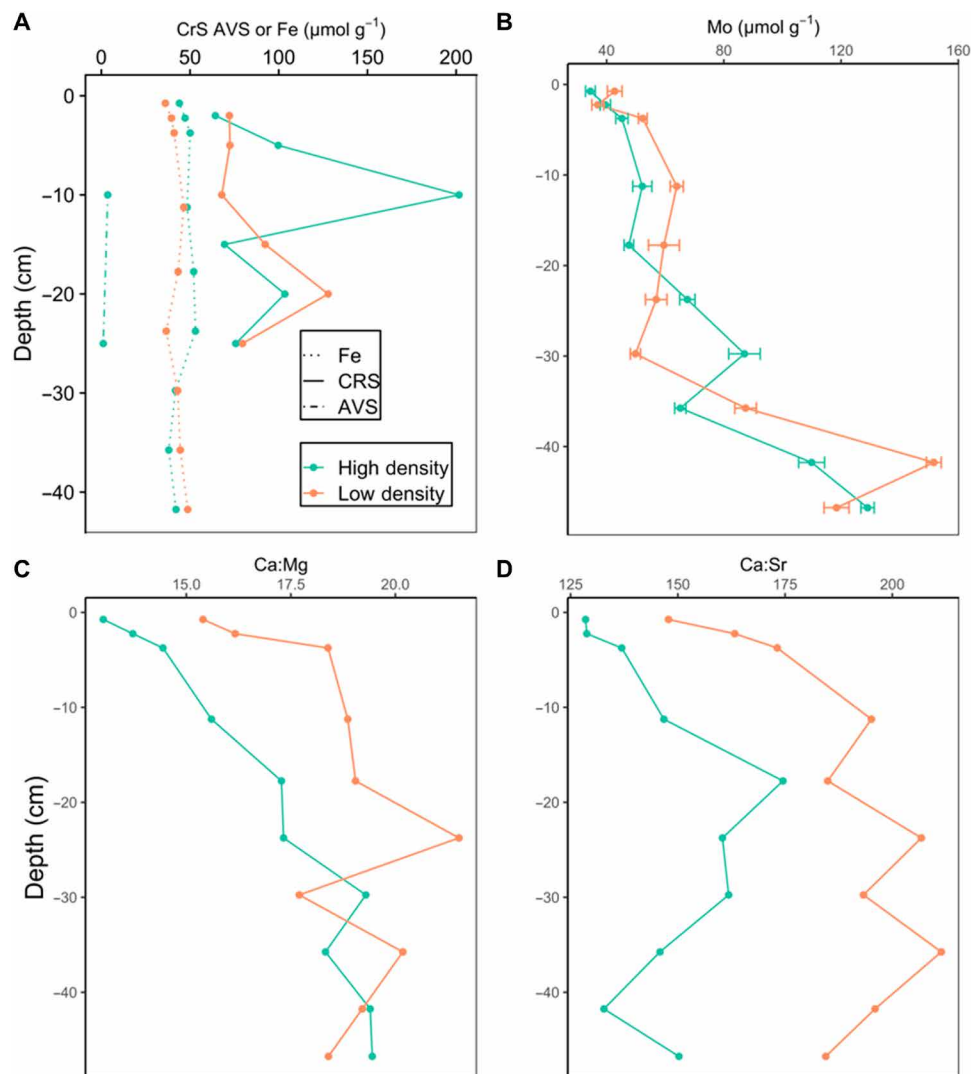 A
CrS AVS or Fe (μmol g⁻¹)
0 50 100 150 200
0
−10
−20
−30
−40
Depth (cm)
Fe
CRS
AVS
High density
Low density
B
Mo (μmol g⁻¹)
40 80 120 160
0
−10
−20
−30
−40
C
Ca:Mg
15.0 17.5 20.0
0
−10
−20
−30
−40
Depth (cm)
D
Ca:Sr
125 150 175 200
0
−10
−20
−30
−40